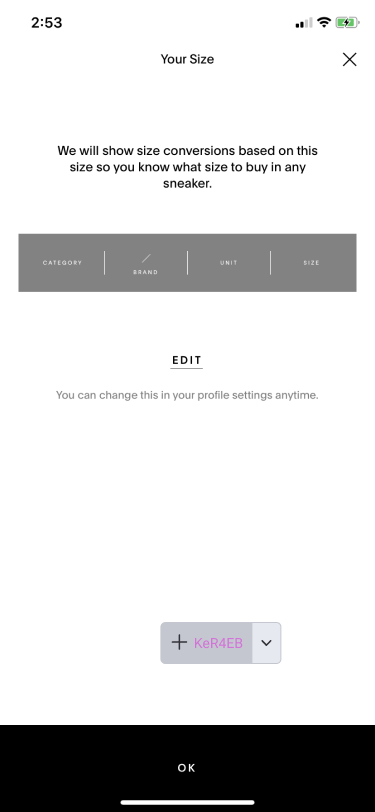 2:53
Your Size
We will show size conversions based on this
size so you know what size to buy in any
sneaker.
CATEGORY
BRAND
UNIT
SIZE
EDIT
You can change this in your profile settings anytime.
KeR4EB
OK